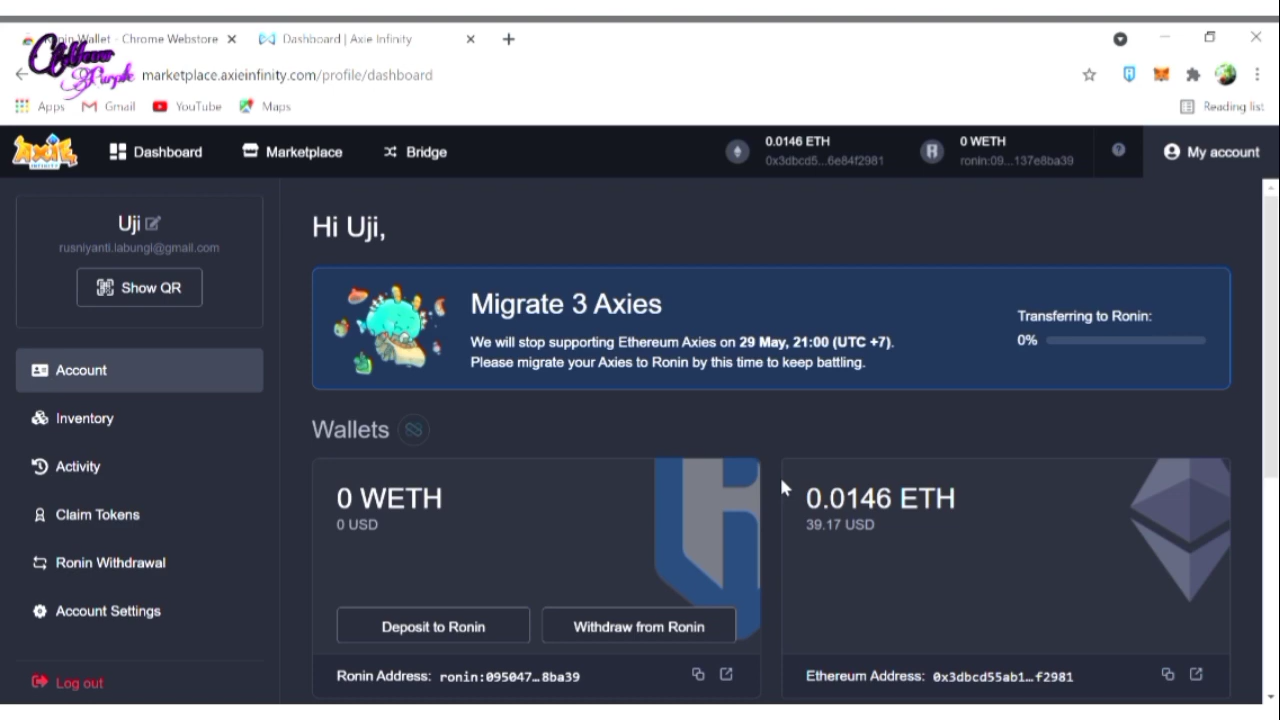 Ronin Wallet - Chrome Webstore
Dashboard | Axie Infinity
Purple
marketplace.axieinfinity.com/profile/dashboard
Apps Gmail YouTube Maps Reading list
AXIE INFINITY
Dashboard Marketplace Bridge
0.0146 ETH
0x3dbcd5...6e84f2981
0 WETH
ronin:09...137e8ba39
My account
Uji
rusniyanti.labungi@gmail.com
Show QR
Account
Inventory
Activity
Claim Tokens
Ronin Withdrawal
Account Settings
Log out
Hi Uji,
Migrate 3 Axies
We will stop supporting Ethereum Axies on 29 May, 21:00 (UTC +7).
Please migrate your Axies to Ronin by this time to keep battling.
Transferring to Ronin:
0%
Wallets
0 WETH
0 USD
Deposit to Ronin Withdraw from Ronin
Ronin Address: ronin:095047…8ba39
0.0146 ETH
39.17 USD
Ethereum Address: 0x3dbcd55ab1…f2981